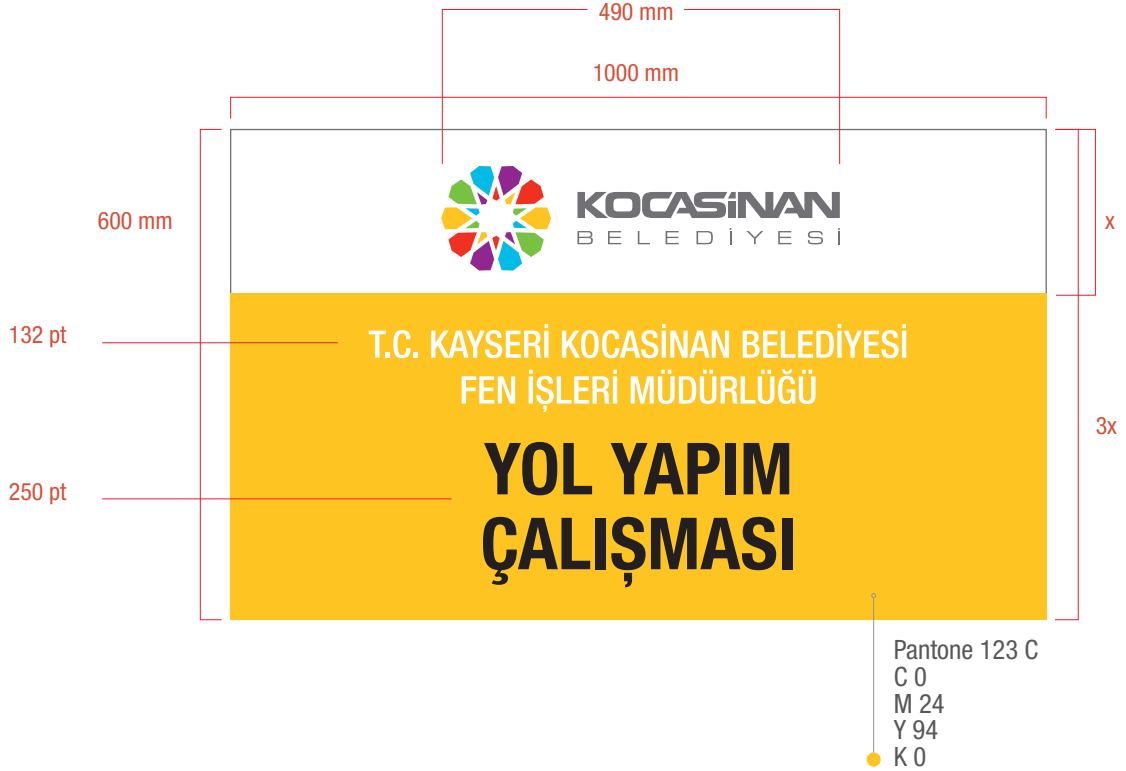 490 mm
1000 mm
600 mm
KOCASİNAN
BELEDİYESİ
x
132 pt
T.C. KAYSERİ KOCASİNAN BELEDİYESİ
FEN İŞLERİ MÜDÜRLÜĞÜ
3x
250 pt
YOL YAPIM
ÇALIŞMASI
Pantone 123 C
C 0
M 24
Y 94
K 0